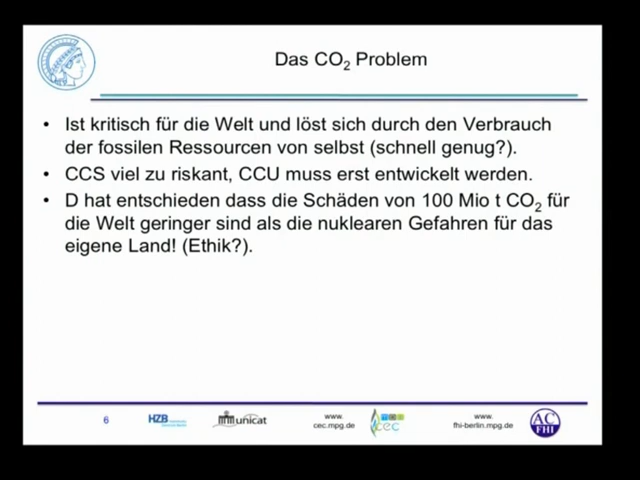 Das CO₂ Problem
• Ist kritisch für die Welt und löst sich durch den Verbrauch
der fossilen Ressourcen von selbst (schnell genug?).
• CCS viel zu riskant, CCU muss erst entwickelt werden.
• D hat entschieden dass die Schäden von 100 Mio t CO₂ für
die Welt geringer sind als die nuklearen Gefahren für das
eigene Land! (Ethik?).
6
HZB
unicat
www.
cec.mpg.de
cec
www.
fhi-berlin.mpg.de
AC
FHI